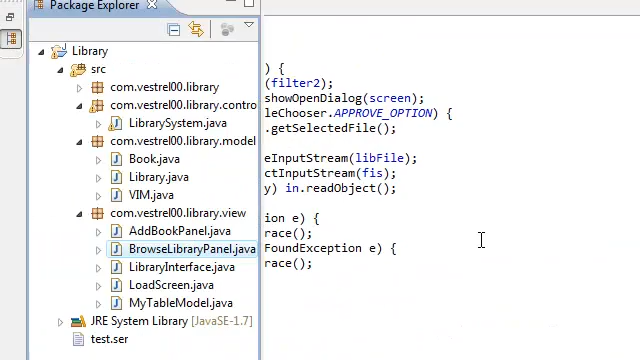 Package Explorer
Library
src
com.vestrel00.library
com.vestrel00.library.contro
LibrarySystem.java
com.vestrel00.library.model
Book.java
Library.java
VIM.java
com.vestrel00.library.view
AddBookPanel.java
BrowseLibraryPanel.java
LibraryInterface.java
LoadScreen.java
MyTableModel.java
JRE System Library [JavaSE-1.7]
test.ser
) {
(filter2);
showOpenDialog(screen);
leChooser.APPROVE_OPTION) {
.getSelectedFile();
eInputStream(libFile);
ctInputStream(fis);
y) in.readObject();
ion e) {
race();
FoundException e) {
race();